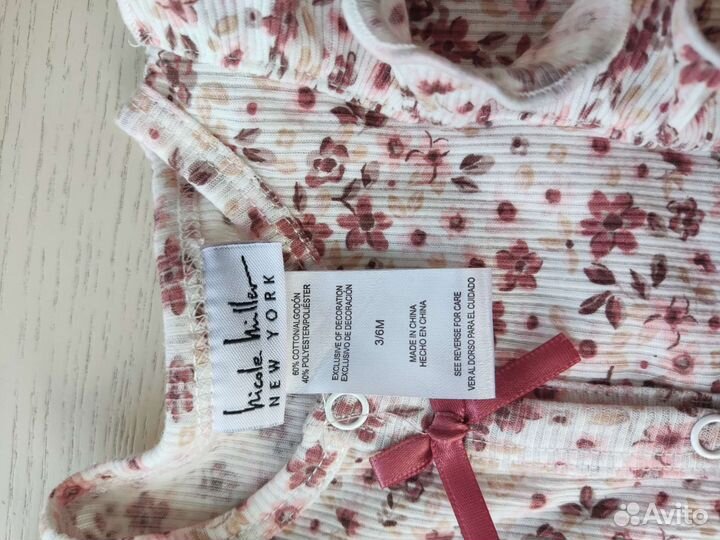 nicole miller
NEW YORK
60% COTTON/ALGODÓN
40% POLYESTER/POLIÉSTER
EXCLUSIVE OF DECORATION
EXCLUSIVO DE DECORACIÓN
3/6M
MADE IN CHINA
HECHO EN CHINA
SEE REVERSE FOR CARE
VER AL DORSO PARA EL CUIDADO
Avito